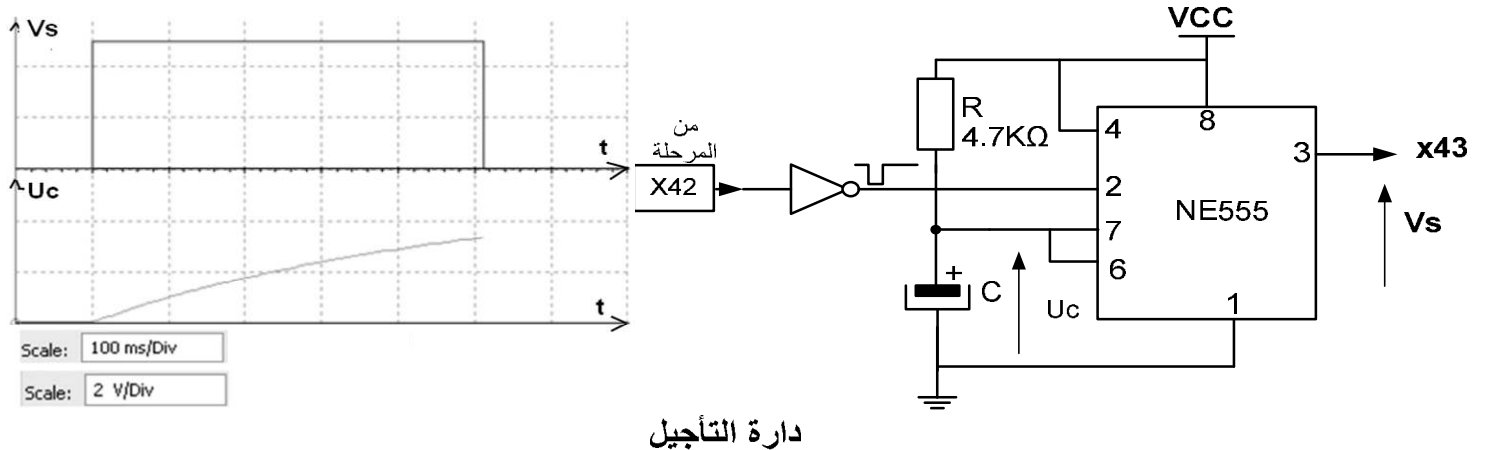 Vs
t
Uc
t
Scale: 100 ms/Div
Scale: 2 V/Div
من
المرحلة
X42
VCC
R
4.7KΩ
4
8
3
x43
2
NE555
7
6
Vs
+
C
Uc
1
دارة التأجيل